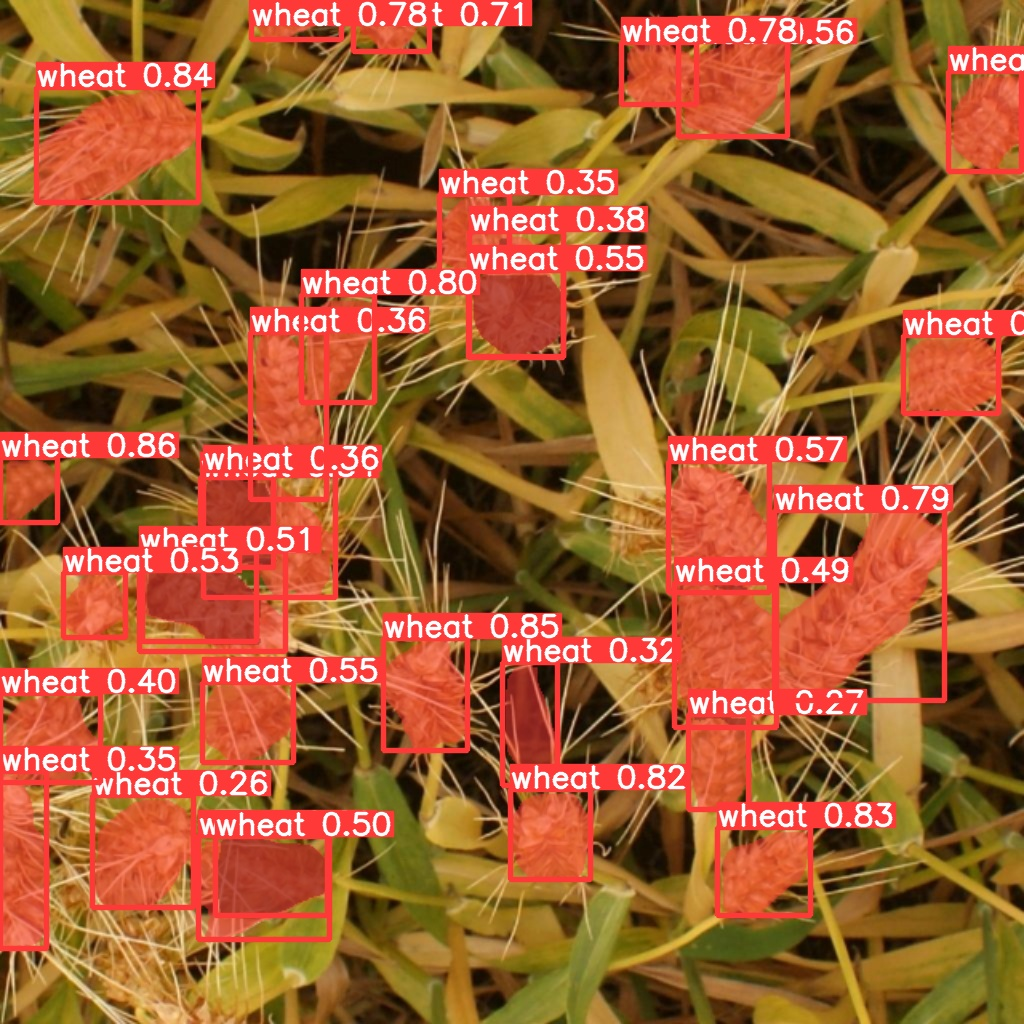 wheat 0.78
t 0.71
wheat 0.78
.56
whea
wheat 0.84
wheat 0.35
wheat 0.38
wheat 0.55
wheat 0.80
wheat 0.36
wheat 0
wheat 0.86
wheat 0.36
wheat 0.57
wheat 0.79
wheat 0.51
wheat 0.53
wheat 0.49
wheat 0.85
wheat 0.32
wheat 0.40
wheat 0.55
wheat 0.27
wheat 0.35
wheat 0.26
wheat 0.82
wheat 0.83
wwheat 0.50